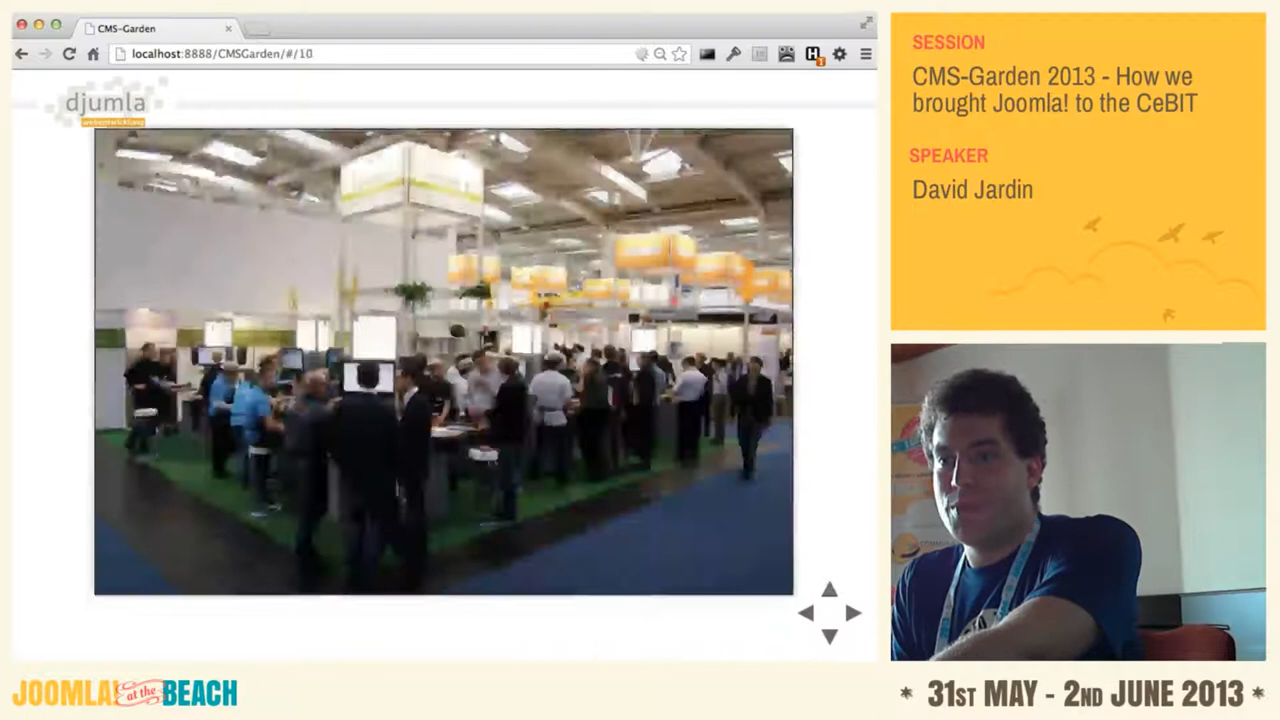 CMS-Garden
localhost:8888/CMSGarden/#/10
djumla
webentwicklung
SESSION
CMS-Garden 2013 - How we
brought Joomla! to the CeBIT
SPEAKER
David Jardin
JOOMLA! at the BEACH
* 31ST MAY - 2ND JUNE 2013 *